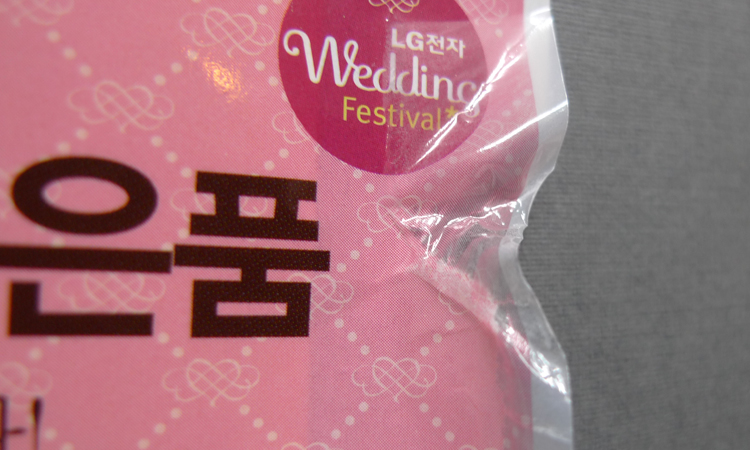 LG전자
Wedding
Festival*
은품